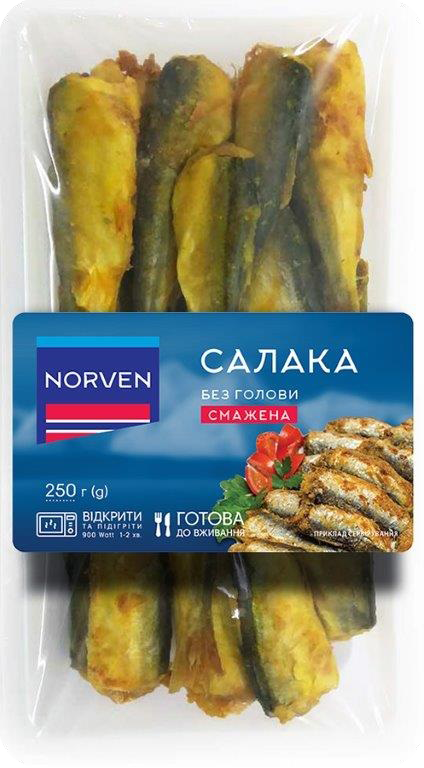 NORVEN
САЛАКА
БЕЗ ГОЛОВИ
СМАЖЕНА
250 г (g)
ВІДКРИТИ
ТА ПІДІГРІТИ
900 Watt 1-2 хв.
ГОТОВА
ДО ВЖИВАННЯ
ПРИКЛАД СЕРВІРУВАННЯ